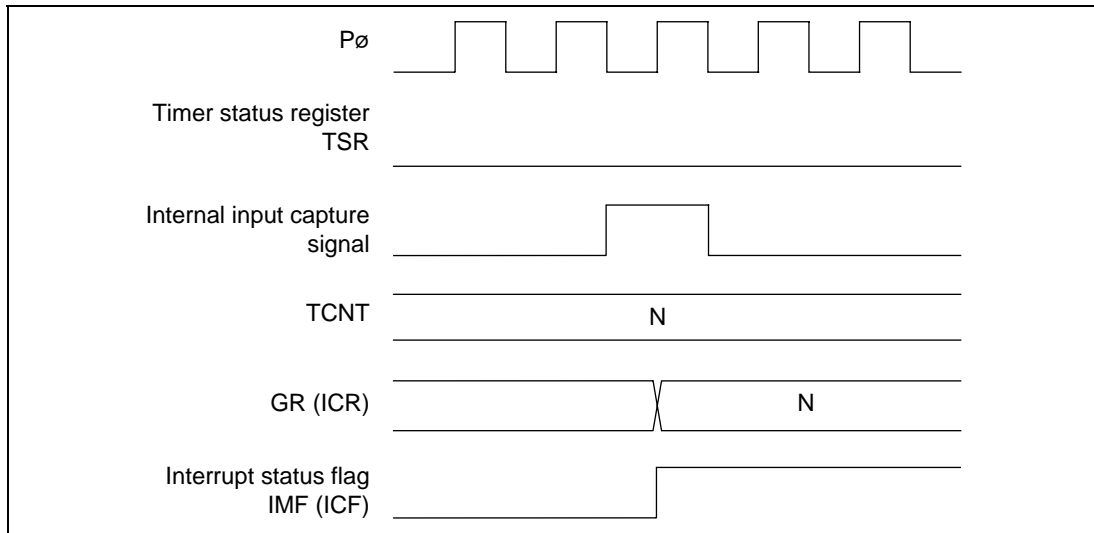 Pø
Timer status register
TSR
Internal input capture
signal
TCNT
N
GR (ICR)
N
Interrupt status flag
IMF (ICF)